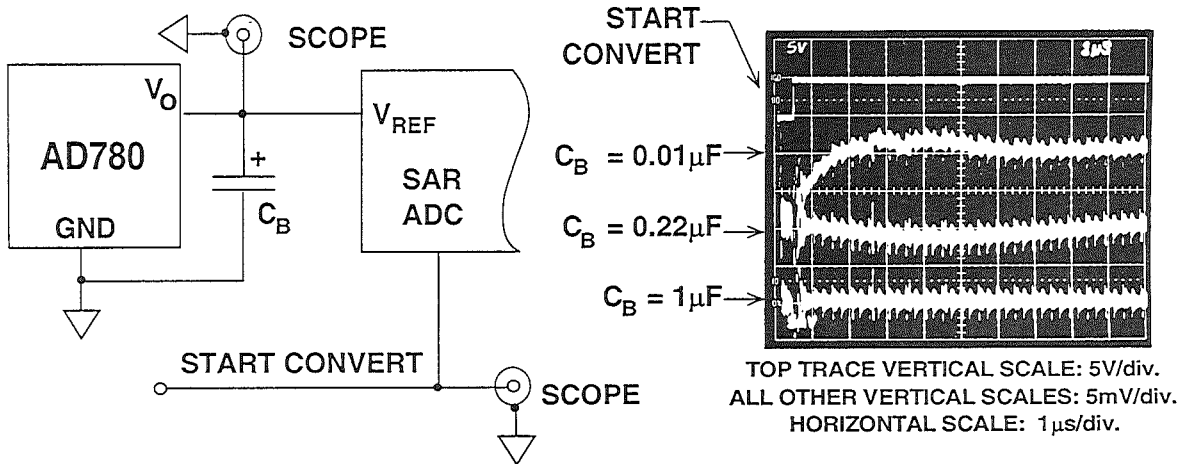 SCOPE
AD780
V_O
GND
+
C_B
V_REF
SAR
ADC
START CONVERT
SCOPE
START
CONVERT
5V
1µS
C_B = 0.01µF
C_B = 0.22µF
C_B = 1µF
TOP TRACE VERTICAL SCALE: 5V/div.
ALL OTHER VERTICAL SCALES: 5mV/div.
HORIZONTAL SCALE: 1µs/div.